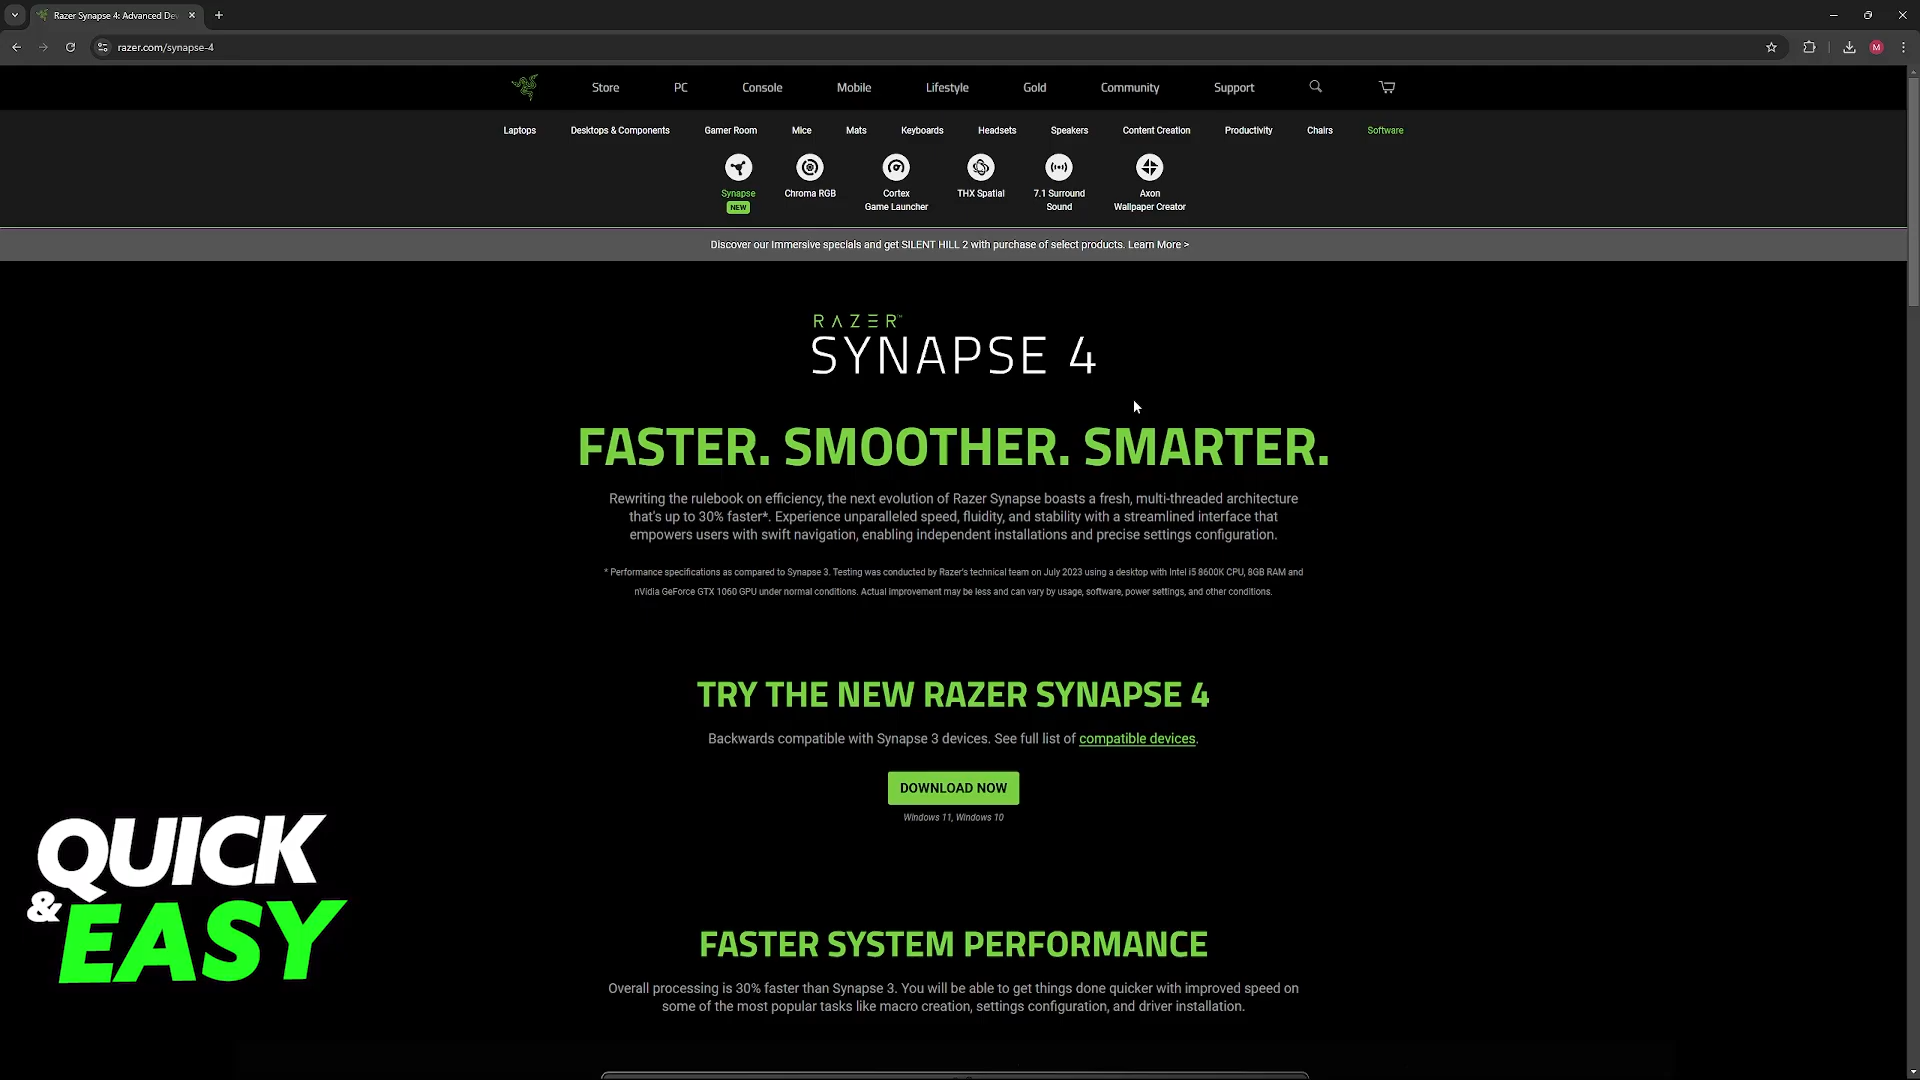 Razer Synapse 4: Advanced De
razer.com/synapse-4
M
Store PC Console Mobile Lifestyle Gold Community Support
Laptops Desktops & Components Gamer Room Mice Mats Keyboards Headsets Speakers Content Creation Productivity Chairs Software
Synapse
NEW
Chroma RGB
Cortex
Game Launcher
THX Spatial
7.1 Surround
Sound
Axon
Wallpaper Creator
Discover our Immersive specials and get SILENT HILL 2 with purchase of select products. Learn More >
RAZER™
SYNAPSE 4
FASTER. SMOOTHER. SMARTER.
Rewriting the rulebook on efficiency, the next evolution of Razer Synapse boasts a fresh, multi-threaded architecture
that's up to 30% faster*. Experience unparalleled speed, fluidity, and stability with a streamlined interface that
empowers users with swift navigation, enabling independent installations and precise settings configuration.
* Performance specifications as compared to Synapse 3. Testing was conducted by Razer's technical team on July 2023 using a desktop with Intel i5 8600K CPU, 8GB RAM and
nVidia GeForce GTX 1060 GPU under normal conditions. Actual improvement may be less and can vary by usage, software, power settings, and other conditions.
TRY THE NEW RAZER SYNAPSE 4
Backwards compatible with Synapse 3 devices. See full list of compatible devices.
DOWNLOAD NOW
Windows 11, Windows 10
QUICK
&EASY
FASTER SYSTEM PERFORMANCE
Overall processing is 30% faster than Synapse 3. You will be able to get things done quicker with improved speed on
some of the most popular tasks like macro creation, settings configuration, and driver installation.